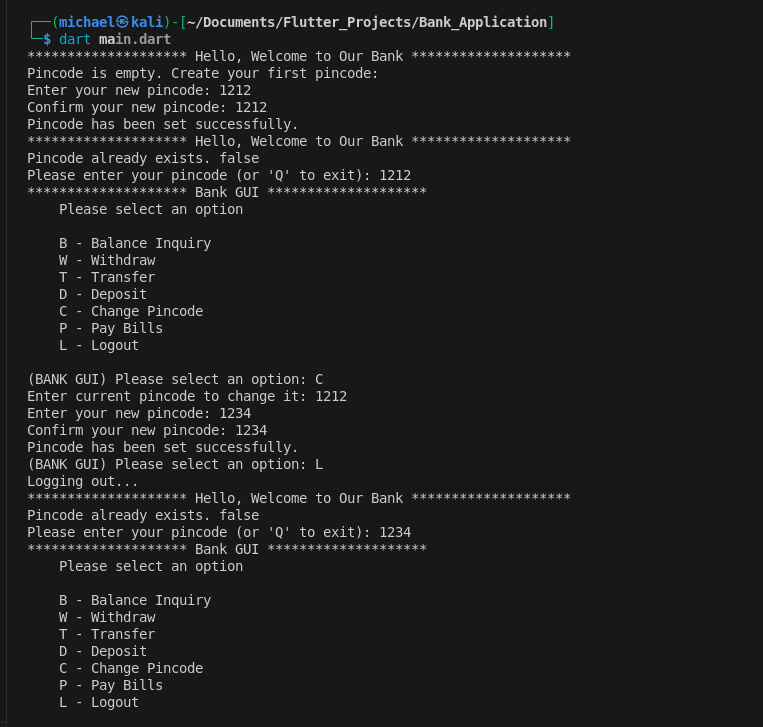 ┌──(michael㉿kali)-[~/Documents/Flutter_Projects/Bank_Application]
└─$ dart main.dart
******************** Hello, Welcome to Our Bank ********************
Pincode is empty. Create your first pincode:
Enter your new pincode: 1212
Confirm your new pincode: 1212
Pincode has been set successfully.
******************** Hello, Welcome to Our Bank ********************
Pincode already exists. false
Please enter your pincode (or 'Q' to exit): 1212
******************** Bank GUI ********************
    Please select an option

    B - Balance Inquiry
    W - Withdraw
    T - Transfer
    D - Deposit
    C - Change Pincode
    P - Pay Bills
    L - Logout

(BANK GUI) Please select an option: C
Enter current pincode to change it: 1212
Enter your new pincode: 1234
Confirm your new pincode: 1234
Pincode has been set successfully.
(BANK GUI) Please select an option: L
Logging out...
******************** Hello, Welcome to Our Bank ********************
Pincode already exists. false
Please enter your pincode (or 'Q' to exit): 1234
******************** Bank GUI ********************
    Please select an option

    B - Balance Inquiry
    W - Withdraw
    T - Transfer
    D - Deposit
    C - Change Pincode
    P - Pay Bills
    L - Logout